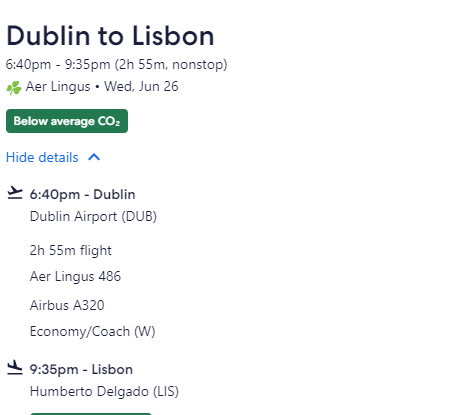 Dublin to Lisbon
6:40pm - 9:35pm (2h 55m, nonstop)
Aer Lingus • Wed, Jun 26
Below average CO₂
Hide details
6:40pm - Dublin
Dublin Airport (DUB)
2h 55m flight
Aer Lingus 486
Airbus A320
Economy/Coach (W)
9:35pm - Lisbon
Humberto Delgado (LIS)